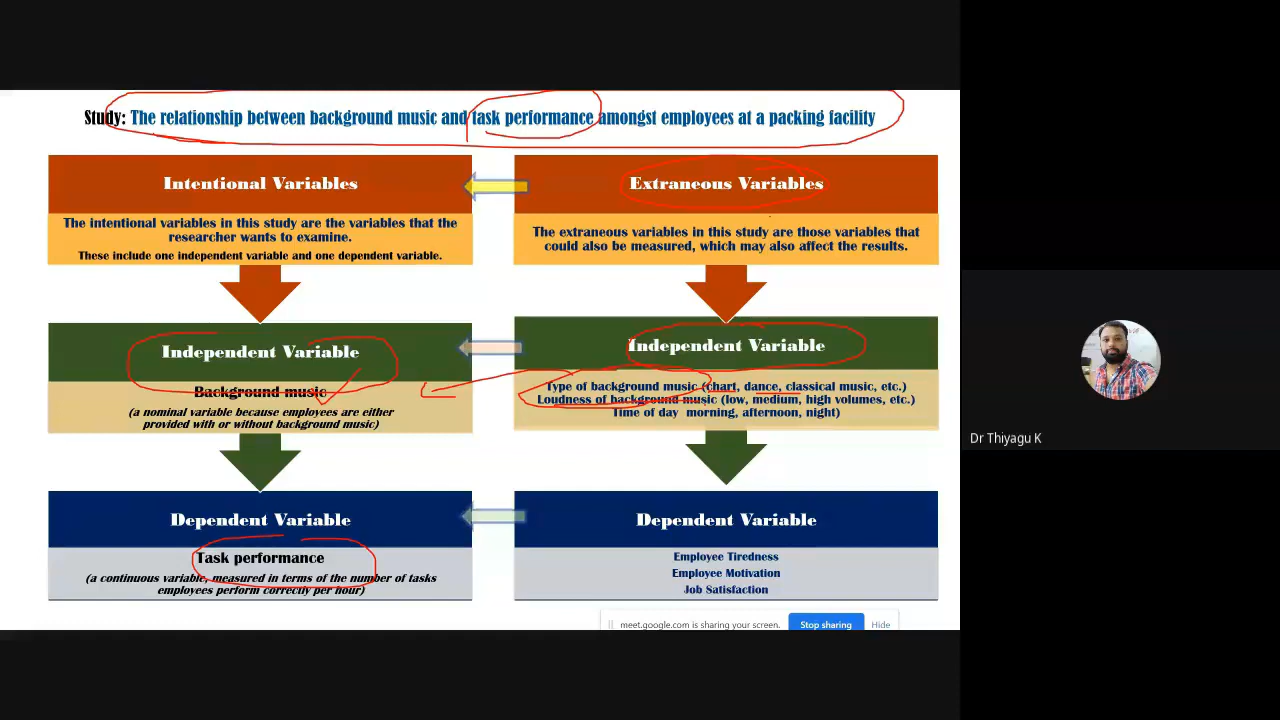 Study: The relationship between background music and task performance amongst employees at a packing facility
Intentional Variables
The intentional variables in this study are the variables that the
researcher wants to examine.
These include one independent variable and one dependent variable.
Extraneous Variables
The extraneous variables in this study are those variables that
could also be measured, which may also affect the results.
Independent Variable
Background music
(a nominal variable because employees are either
provided with or without background music)
Independent Variable
Type of background music (chart, dance, classical music, etc.)
Loudness of background music (low, medium, high volumes, etc.)
Time of day morning, afternoon, night)
Dependent Variable
Task performance
(a continuous variable, measured in terms of the number of tasks
employees perform correctly per hour)
Dependent Variable
Employee Tiredness
Employee Motivation
Job Satisfaction
meet.google.com is sharing your screen. Stop sharing Hide
Dr Thiyagu K